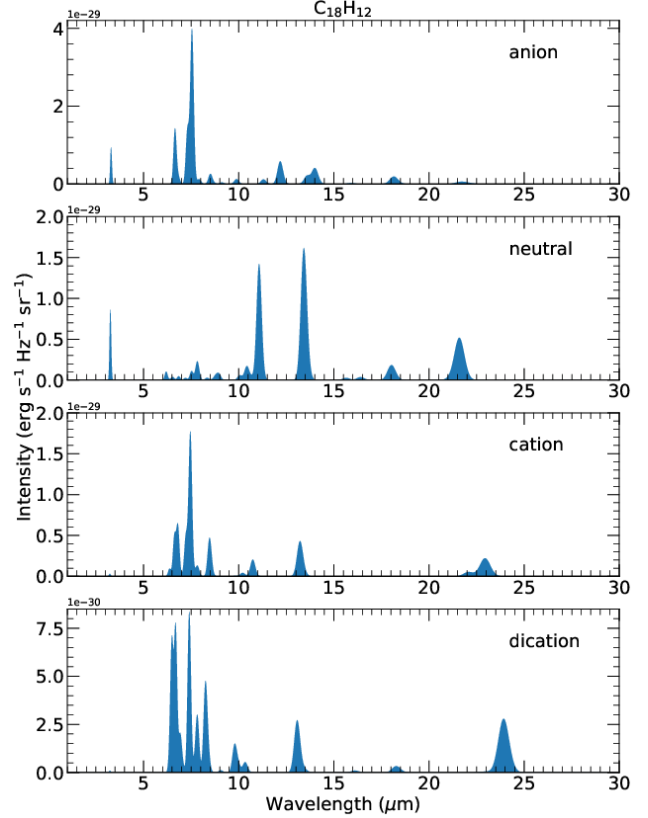 C₁₈H₁₂
1e−29
4
2
0
anion
5 10 15 20 25 30
1e−29
2.0
1.5
1.0
0.5
0.0
neutral
5 10 15 20 25 30
1e−29
2.0
1.5
1.0
0.5
0.0
cation
5 10 15 20 25 30
1e−30
7.5
5.0
2.5
0.0
dication
5 10 15 20 25 30
Wavelength (μm)
Intensity (erg s⁻¹ Hz⁻¹ sr⁻¹)